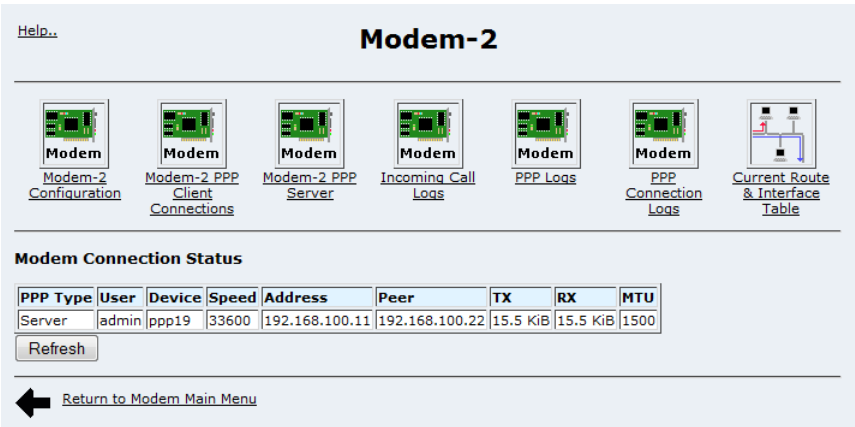 Help..
Modem-2
Modem Modem Modem Modem Modem Modem
Modem-2 Configuration
Modem-2 PPP Client Connections
Modem-2 PPP Server
Incoming Call Logs
PPP Logs
PPP Connection Logs
Current Route & Interface Table
Modem Connection Status
PPP Type User Device Speed Address Peer TX RX MTU
Server admin ppp19 33600 192.168.100.11 192.168.100.22 15.5 KiB 15.5 KiB 1500
Refresh
Return to Modem Main Menu